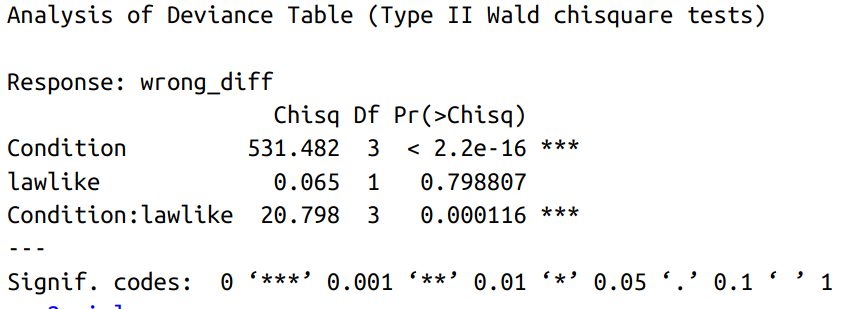 Analysis of Deviance Table (Type II Wald chisquare tests)

Response: wrong_diff
                    Chisq Df Pr(>Chisq)
Condition         531.482  3  < 2.2e-16 ***
lawlike             0.065  1   0.798807
Condition:lawlike  20.798  3   0.000116 ***
---
Signif. codes:  0 ‘***’ 0.001 ‘**’ 0.01 ‘*’ 0.05 ‘.’ 0.1 ‘ ’ 1